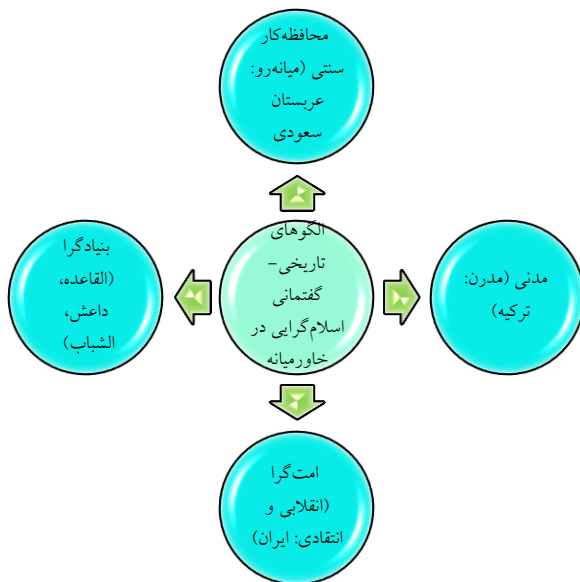 محافظه‌کار
سنتی (میانه‌رو:
عربستان
سعودی
الگوهای
تاریخی-
گفتمانی
اسلام‌گرایی در
خاورمیانه
مدنی (مدرن:
ترکیه)
بنیادگرا
(القاعده،
داعش،
الشباب)
امت‌گرا
(انقلابی و
انتقادی: ایران)